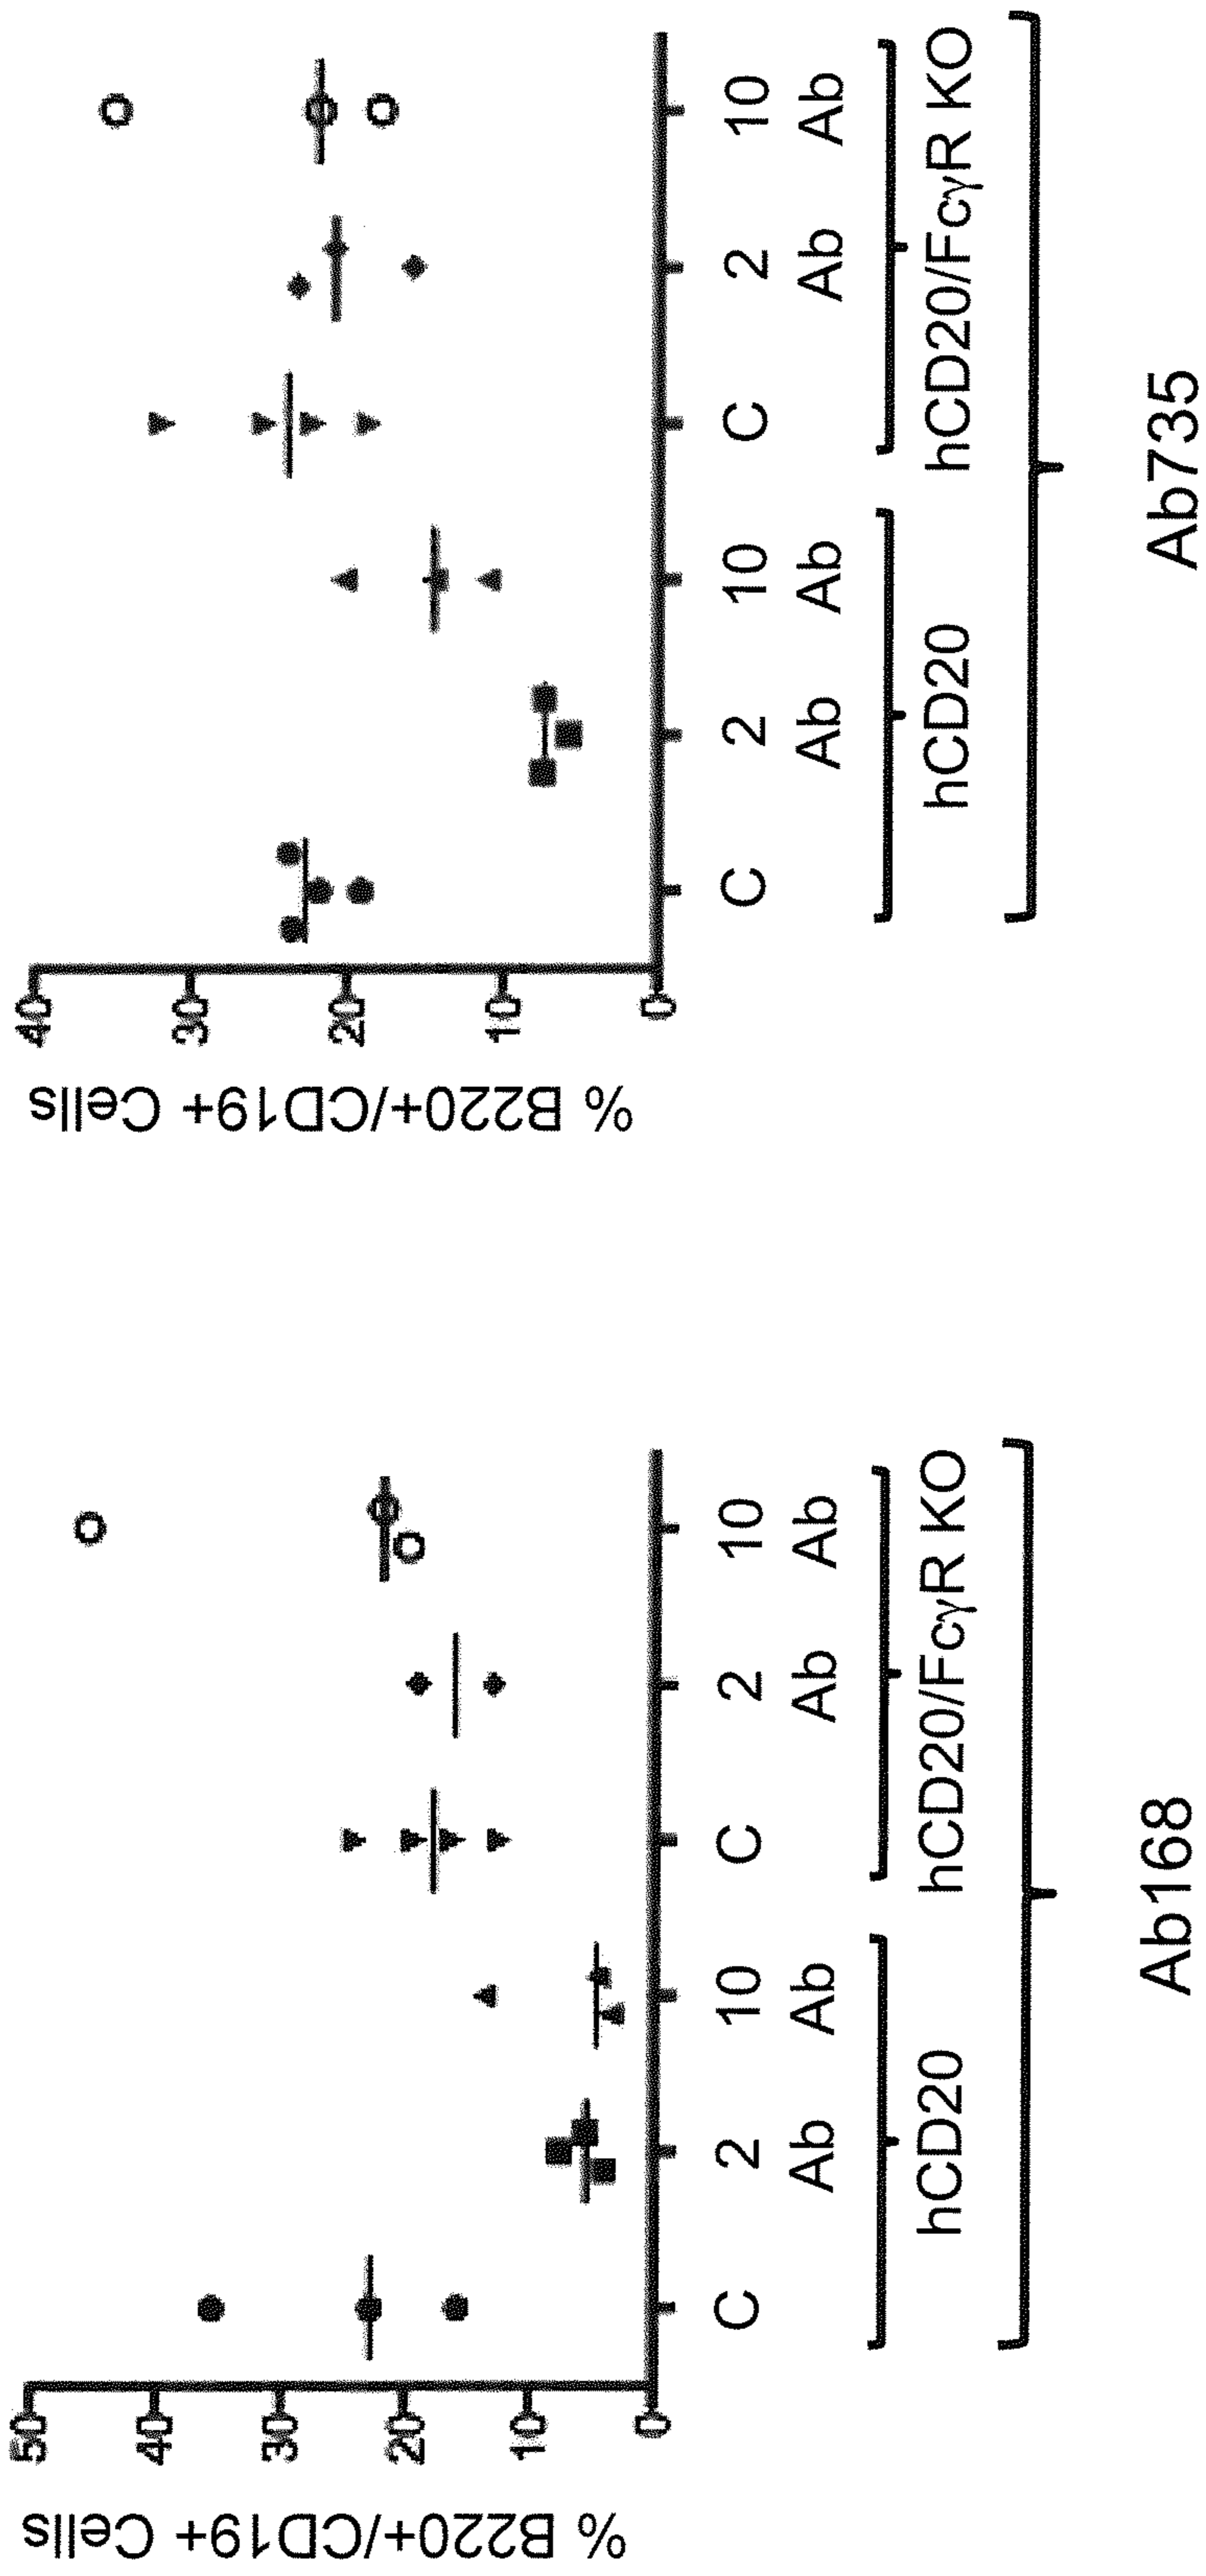 % B220+/CD19+ Cells
50
40
30
20
10
0
C 2 10 C 2 10
Ab Ab Ab Ab
hCD20 hCD20/FcγR KO
Ab168
% B220+/CD19+ Cells
40
30
20
10
0
C 2 10 C 2 10
Ab Ab Ab Ab
hCD20 hCD20/FcγR KO
Ab735